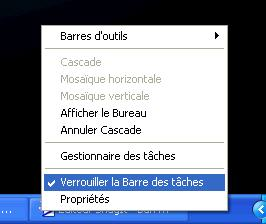 Barres d'outils
Cascade
Mosaïque horizontale
Mosaïque verticale
Afficher le Bureau
Annuler Cascade
Gestionnaire des tâches
Verrouiller la Barre des tâches
Propriétés